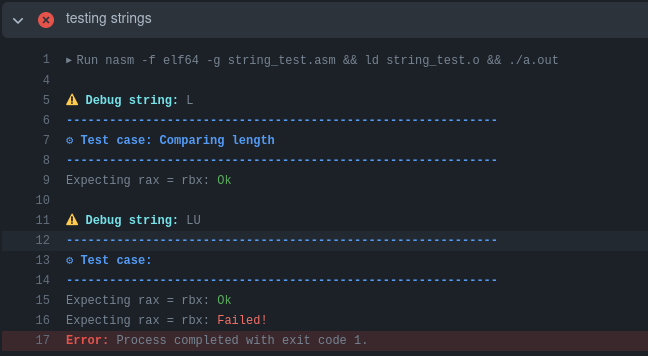 testing strings
1 ▸ Run nasm -f elf64 -g string_test.asm && ld string_test.o && ./a.out
4
5 ⚠ Debug string: L
6 ------------------------------------------------------------
7 ⚙ Test case: Comparing length
8 ------------------------------------------------------------
9 Expecting rax = rbx: Ok
10
11 ⚠ Debug string: LU
12 ------------------------------------------------------------
13 ⚙ Test case:
14 ------------------------------------------------------------
15 Expecting rax = rbx: Ok
16 Expecting rax = rbx: Failed!
17 Error: Process completed with exit code 1.